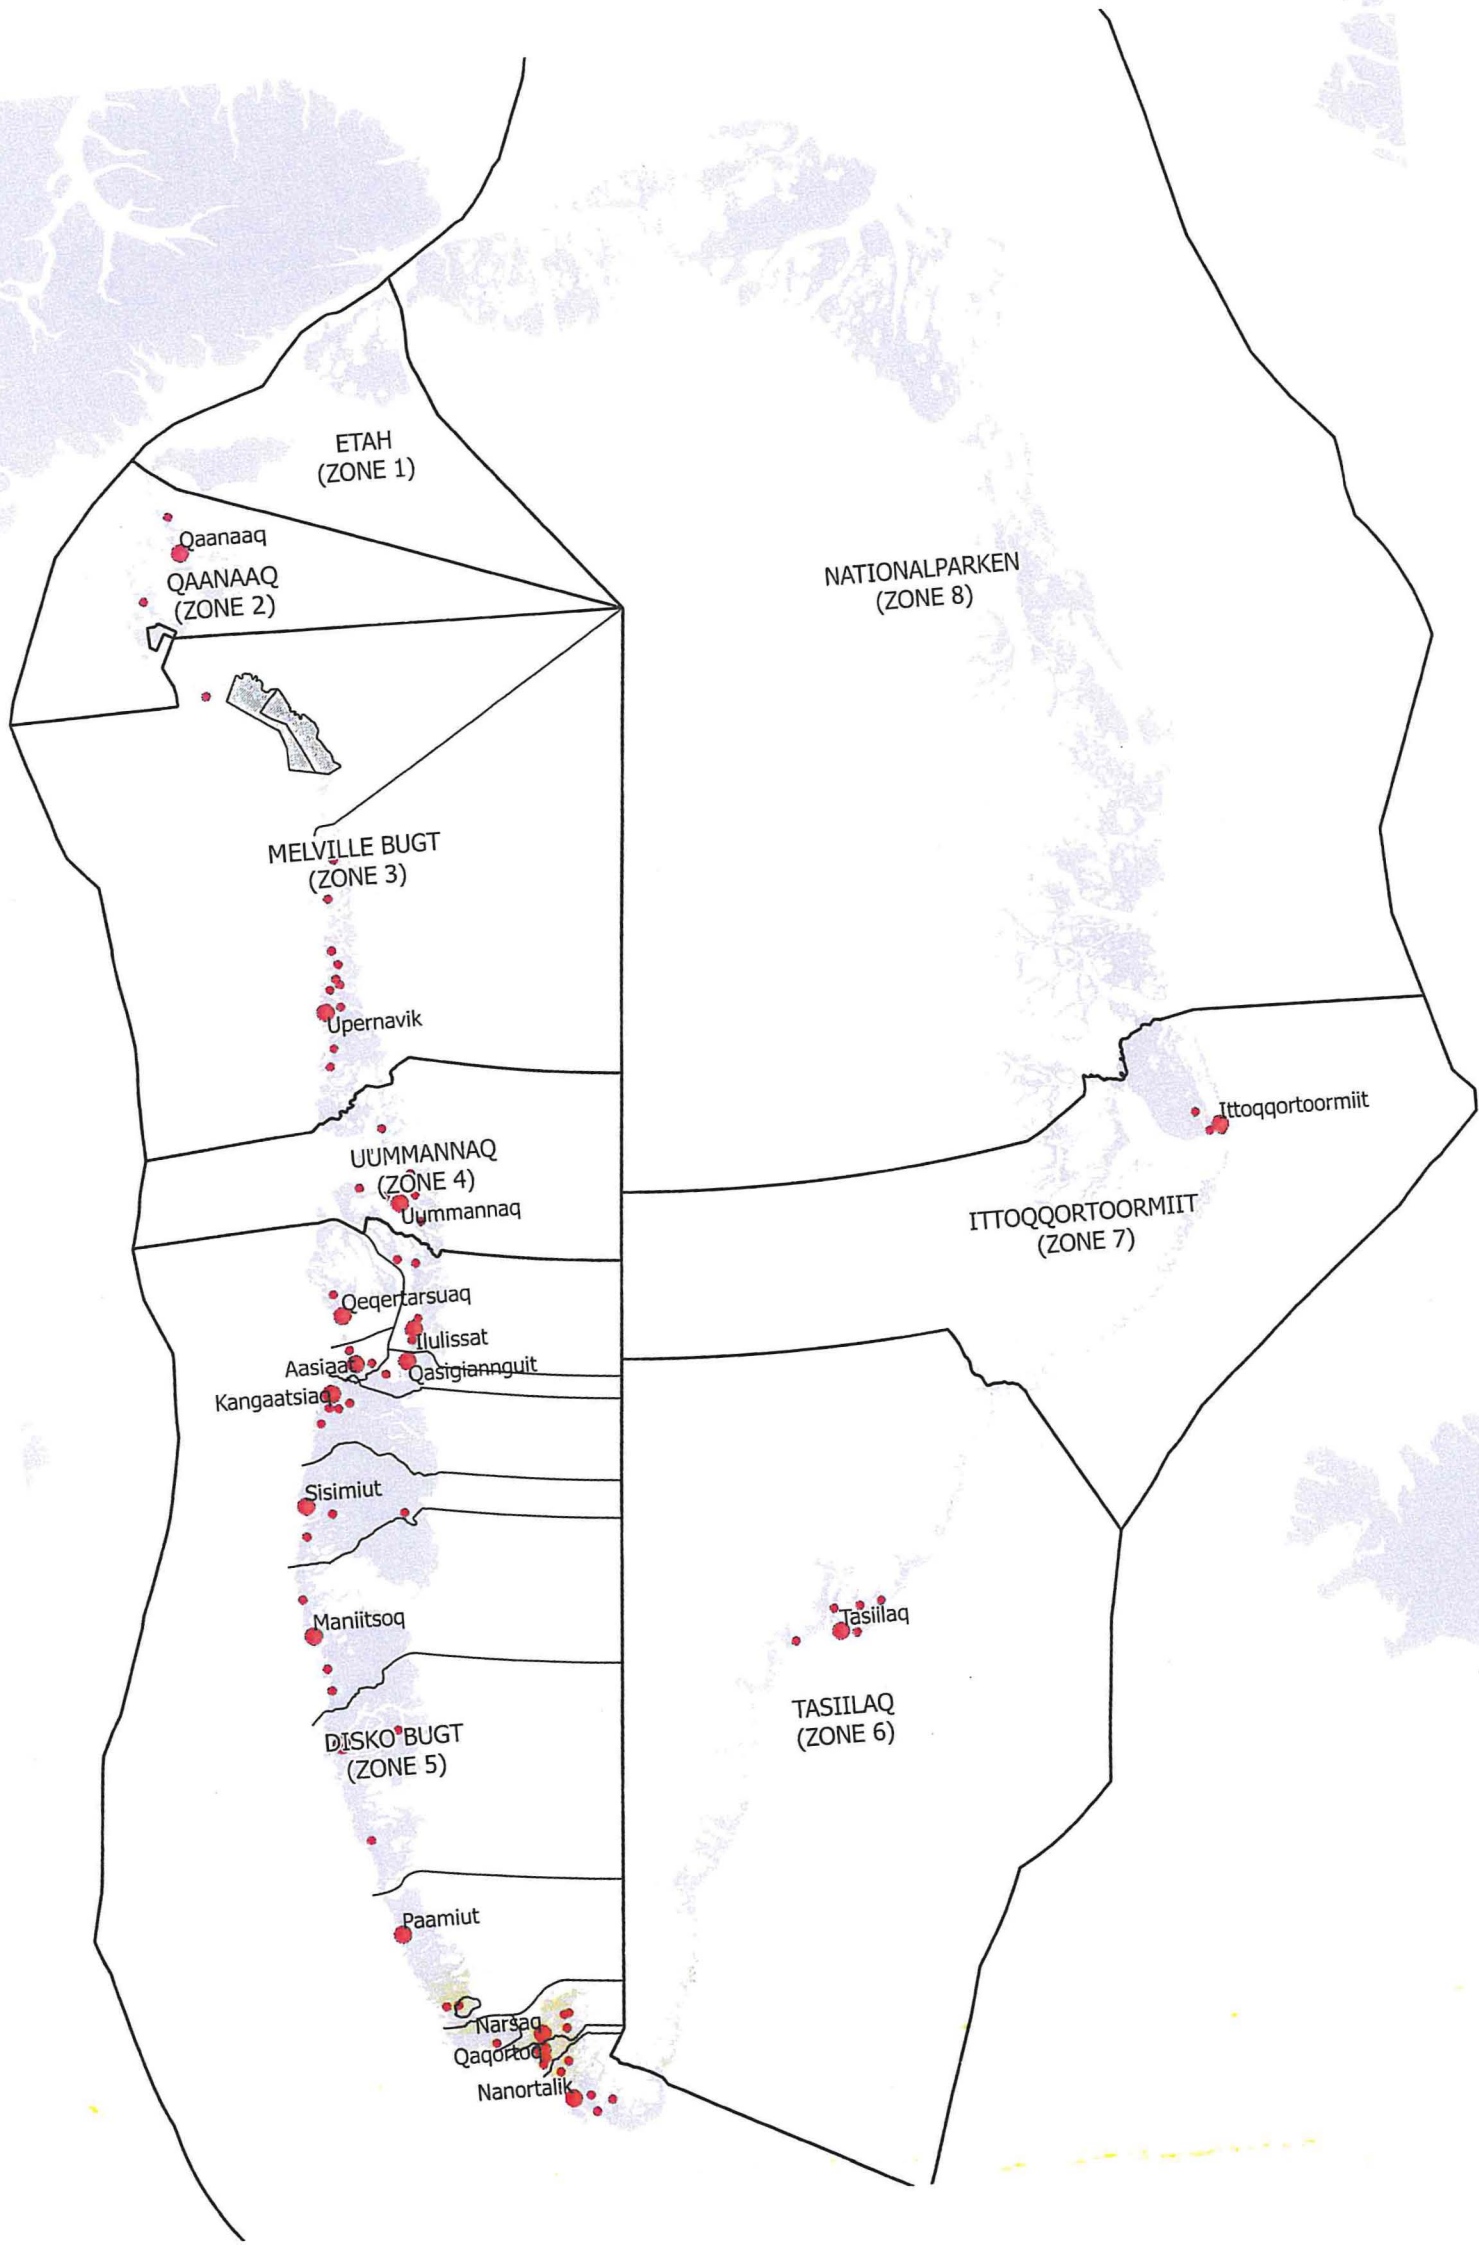 ETAH
(ZONE 1)
Qaanaaq
QAANAAQ
(ZONE 2)
NATIONALPARKEN
(ZONE 8)
MELVILLE BUGT
(ZONE 3)
Upernavik
Ittoqqortoormiit
UUMMANNAQ
(ZONE 4)
Uummannaq
ITTOQQORTOORMIIT
(ZONE 7)
Qeqertarsuaq
Ilulissat
Aasiaat
Qasigiannguit
Kangaatsiaq
Sisimiut
Maniitsoq
Tasiilaq
TASIILAQ
(ZONE 6)
DISKO BUGT
(ZONE 5)
Paamiut
Narsaq
Qaqortoq
Nanortalik